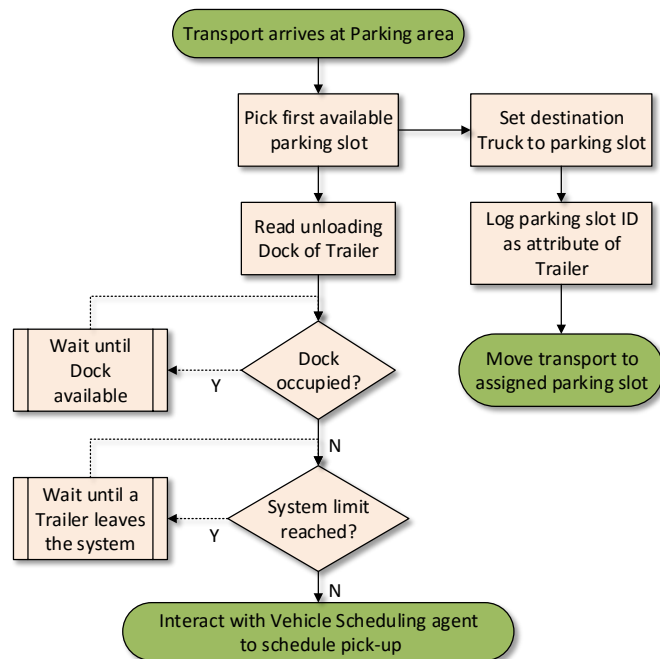 Transport arrives at Parking area
Pick first available
parking slot
Set destination
Truck to parking slot
Read unloading
Dock of Trailer
Log parking slot ID
as attribute of
Trailer
Wait until
Dock
available
Y
Dock
occupied?
Move transport to
assigned parking slot
N
Wait until a
Trailer leaves
the system
Y
System limit
reached?
N
Interact with Vehicle Scheduling agent
to schedule pick-up